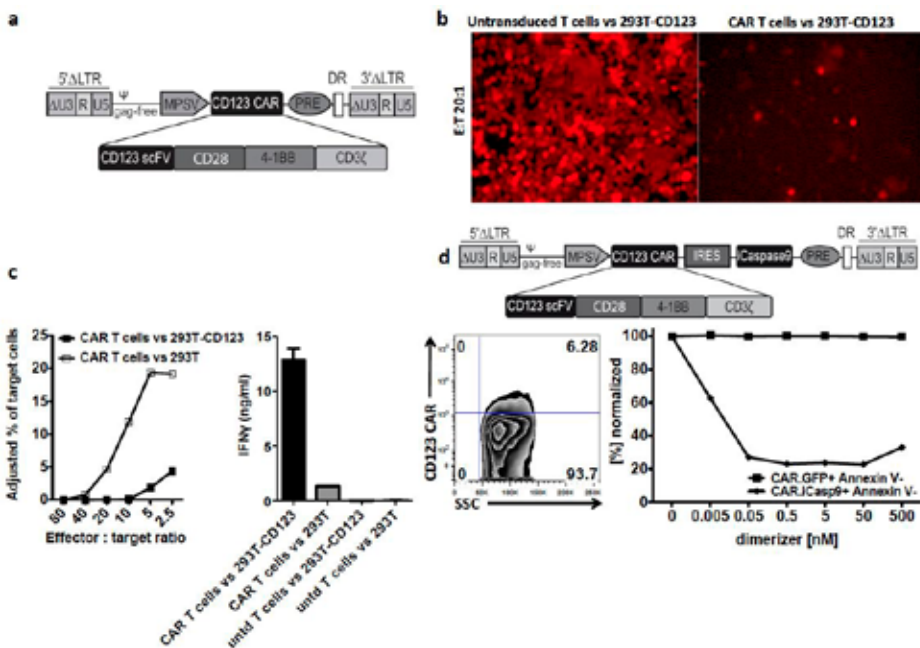 a
5'ΔLTR
Ψ
DR
3'ΔLTR
ΔU3 R U5
gag-free
MPSV
CD123 CAR
PRE
ΔU3 R U5
CD123 scFV
CD28
4-1BB
CD3ζ
b
Untransduced T cells vs 293T-CD123
CAR T cells vs 293T-CD123
E:T 20:1
c
CAR T cells vs 293T-CD123
CAR T cells vs 293T
Adjusted % of target cells
25
20
15
10
5
0
80 40 20 10 5 2.5
Effector : target ratio
IFNγ (ng/ml)
15
10
5
0
CAR T cells vs 293T-CD123
CAR T cells vs 293T
untd T cells vs 293T-CD123
untd T cells vs 293T
d
5'ΔLTR
Ψ
DR
3'ΔLTR
ΔU3 R U5
gag-free
MPSV
CD123 CAR
IRES
iCaspase9
PRE
ΔU3 R U5
CD123 scFV
CD28
4-1BB
CD3ζ
CD123 CAR
0
6.28
0
93.7
SSC
[%] normalized
100
80
60
40
20
0
CAR.GFP+ Annexin V-
CAR.iCasp9+ Annexin V-
0 0.005 0.05 0.5 5 50 500
dimerizer [nM]